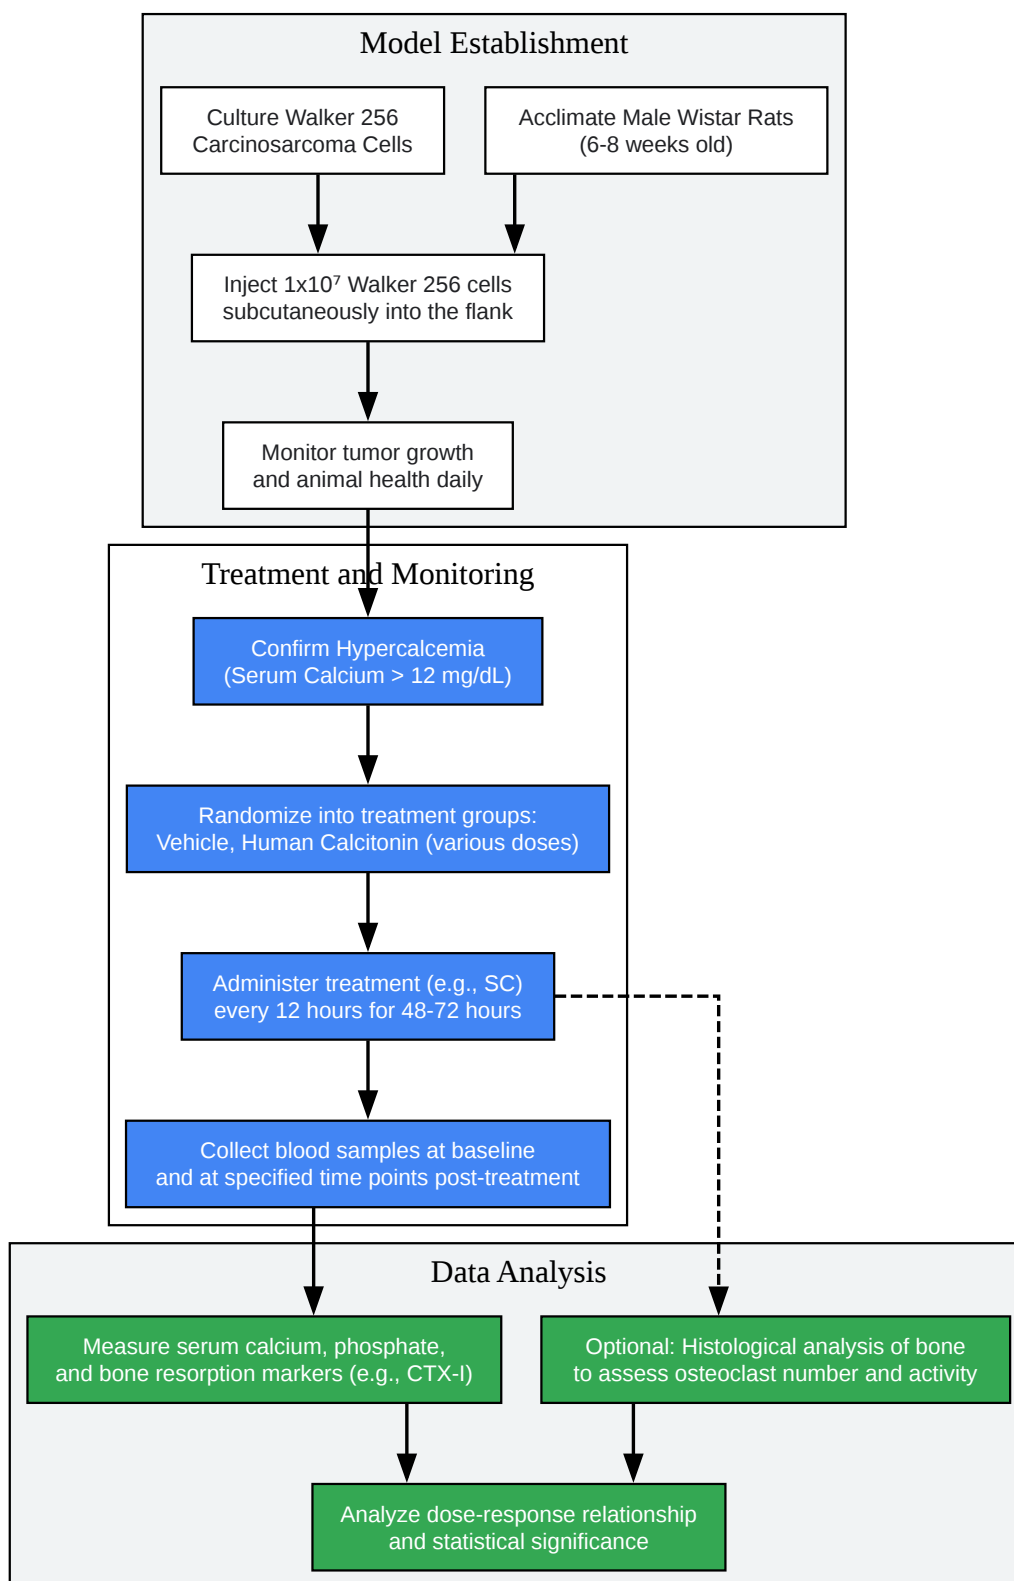 Model Establishment
Culture Walker 256
Carcinosarcoma Cells
Acclimate Male Wistar Rats
(6-8 weeks old)
Inject 1x10⁷ Walker 256 cells
subcutaneously into the flank
Monitor tumor growth
and animal health daily
Treatment and Monitoring
Confirm Hypercalcemia
(Serum Calcium > 12 mg/dL)
Randomize into treatment groups:
Vehicle, Human Calcitonin (various doses)
Administer treatment (e.g., SC)
every 12 hours for 48-72 hours
Collect blood samples at baseline
and at specified time points post-treatment
Data Analysis
Measure serum calcium, phosphate,
and bone resorption markers (e.g., CTX-I)
Optional: Histological analysis of bone
to assess osteoclast number and activity
Analyze dose-response relationship
and statistical significance